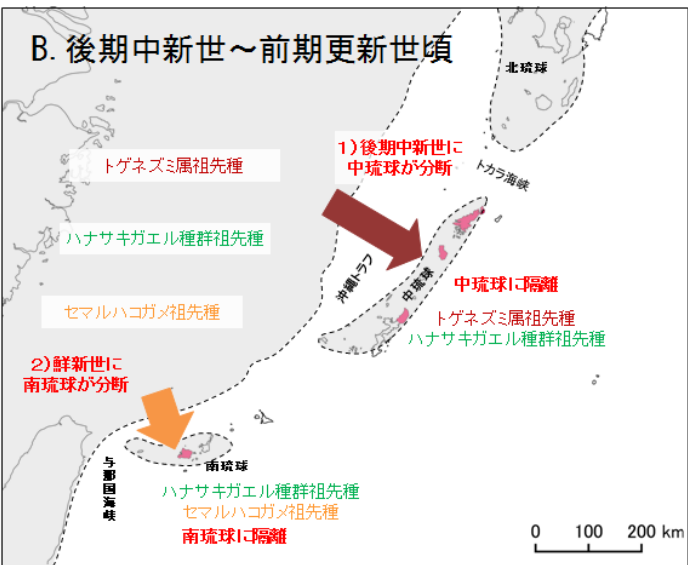 B. 後期中新世～前期更新世頃
北琉球
1)後期中新世に
中琉球が分断
トカラ海峡
トゲネズミ属祖先種
ハナサキガエル種群祖先種
沖縄トラフ
中琉球
中琉球に隔離
トゲネズミ属祖先種
ハナサキガエル種群祖先種
セマルハコガメ祖先種
2)鮮新世に
南琉球が分断
与那国海峡
南琉球
ハナサキガエル種群祖先種
セマルハコガメ祖先種
南琉球に隔離
0 100 200 km